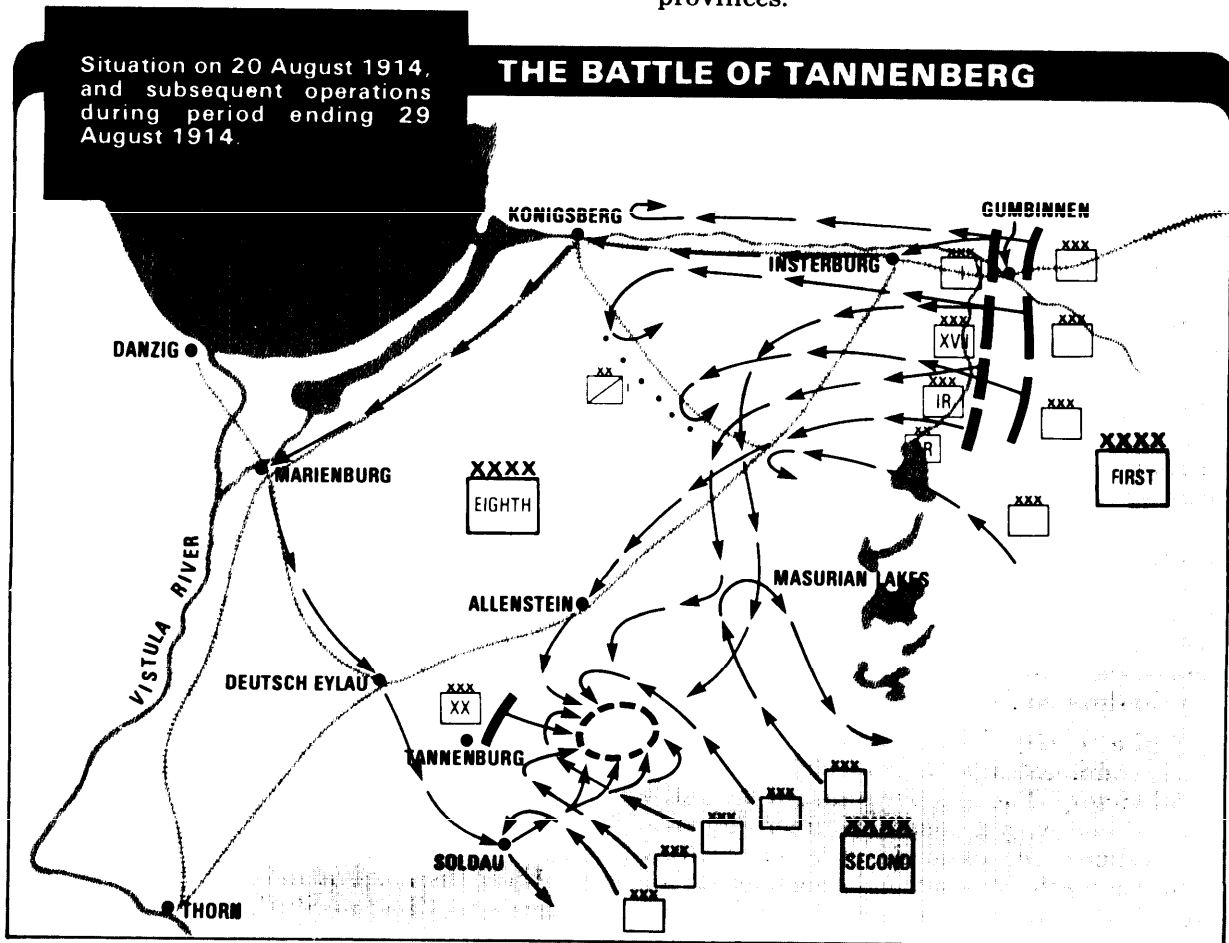 provinces.
Situation on 20 August 1914,
and subsequent operations
during period ending 29
August 1914.
THE BATTLE OF TANNENBERG
KONIGSBERG
GUMBINNEN
XXX
XXX
I
INSTERBURG
DANZIG
XXX
XVII
XXX
XX
XXX
IR
XXX
XX
R
XXXX
FIRST
MARIENBURG
XXXX
EIGHTH
XXX
VISTULA RIVER
MASURIAN LAKES
ALLENSTEIN
DEUTSCH EYLAU
XXX
XX
TANNENBURG
XXX
XXX
XXX
XXXX
SECOND
SOLDAU
XXX
XXX
THORN